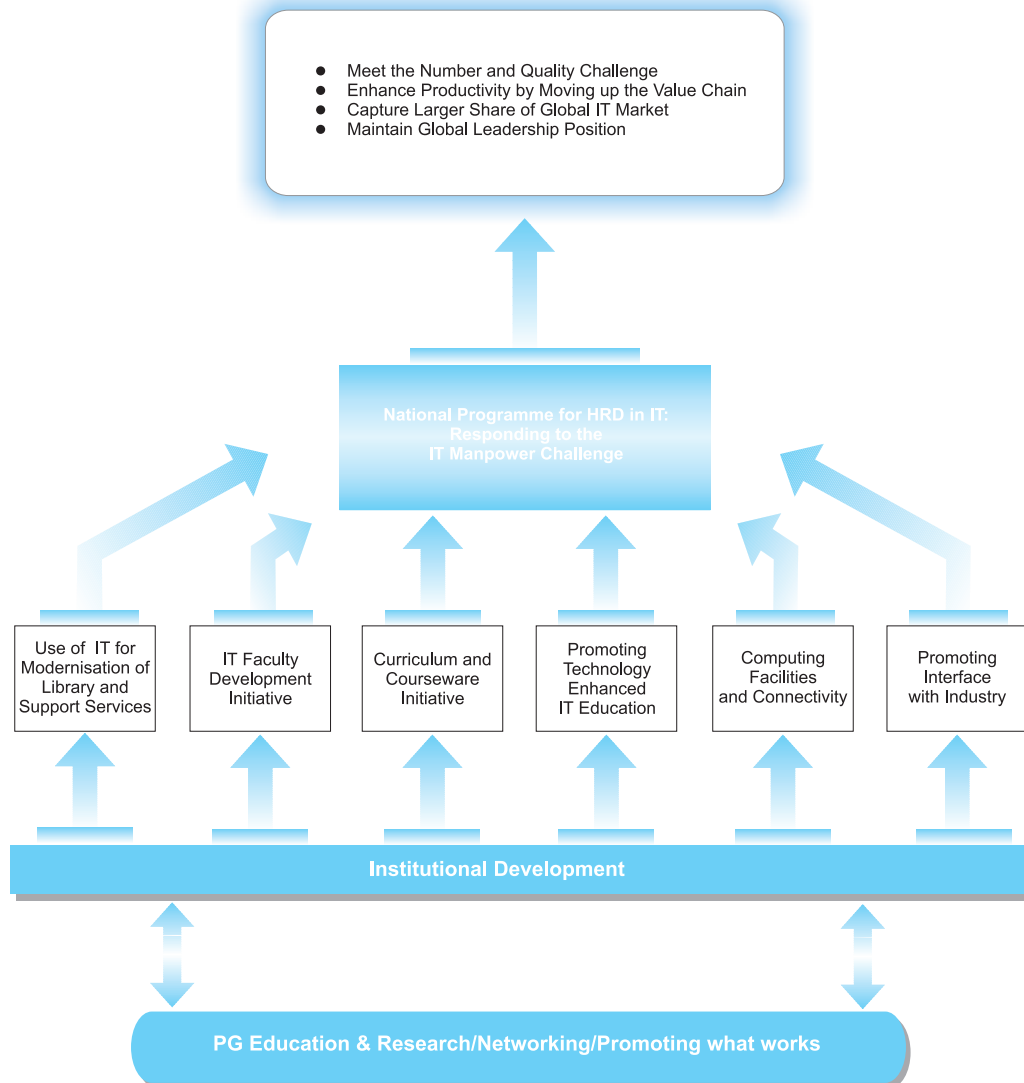 ● Meet the Number and Quality Challenge
● Enhance Productivity by Moving up the Value Chain
● Capture Larger Share of Global IT Market
● Maintain Global Leadership Position
National Programme for HRD in IT:
Responding to the
IT Manpower Challenge
Use of IT for
Modernisation of
Library and
Support Services
IT Faculty
Development
Initiative
Curriculum and
Courseware
Initiative
Promoting
Technology
Enhanced
IT Education
Computing
Facilities
and Connectivity
Promoting
Interface
with Industry
Institutional Development
PG Education & Research/Networking/Promoting what works